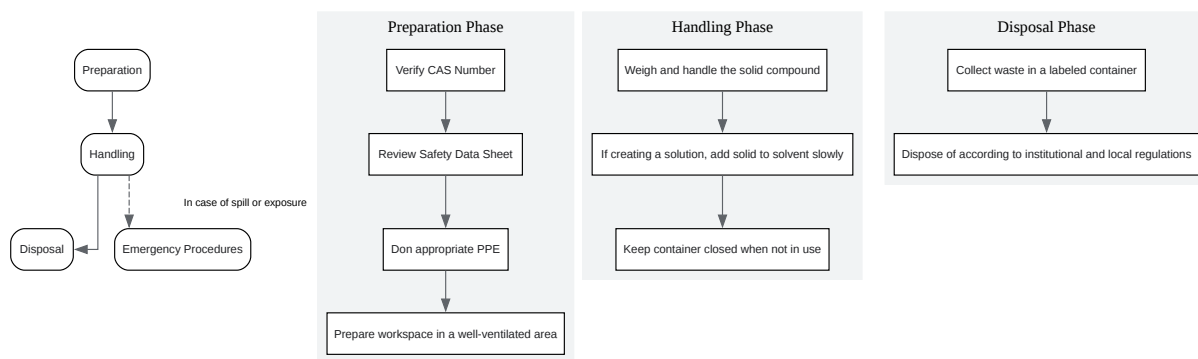 Preparation
Handling
In case of spill or exposure
Disposal
Emergency Procedures
Preparation Phase
Verify CAS Number
Review Safety Data Sheet
Don appropriate PPE
Prepare workspace in a well-ventilated area
Handling Phase
Weigh and handle the solid compound
If creating a solution, add solid to solvent slowly
Keep container closed when not in use
Disposal Phase
Collect waste in a labeled container
Dispose of according to institutional and local regulations